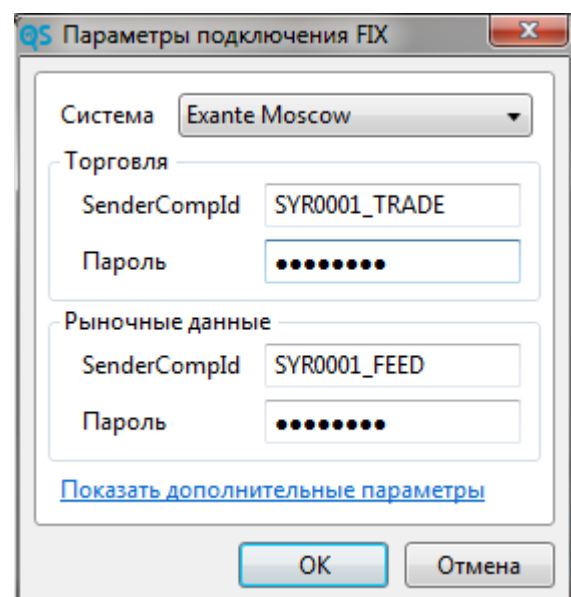 QS Параметры подключения FIX
Система Exante Moscow
Торговля
SenderCompId SYR0001_TRADE
Пароль ●●●●●●●●
Рыночные данные
SenderCompId SYR0001_FEED
Пароль ●●●●●●●●
Показать дополнительные параметры
OK Отмена